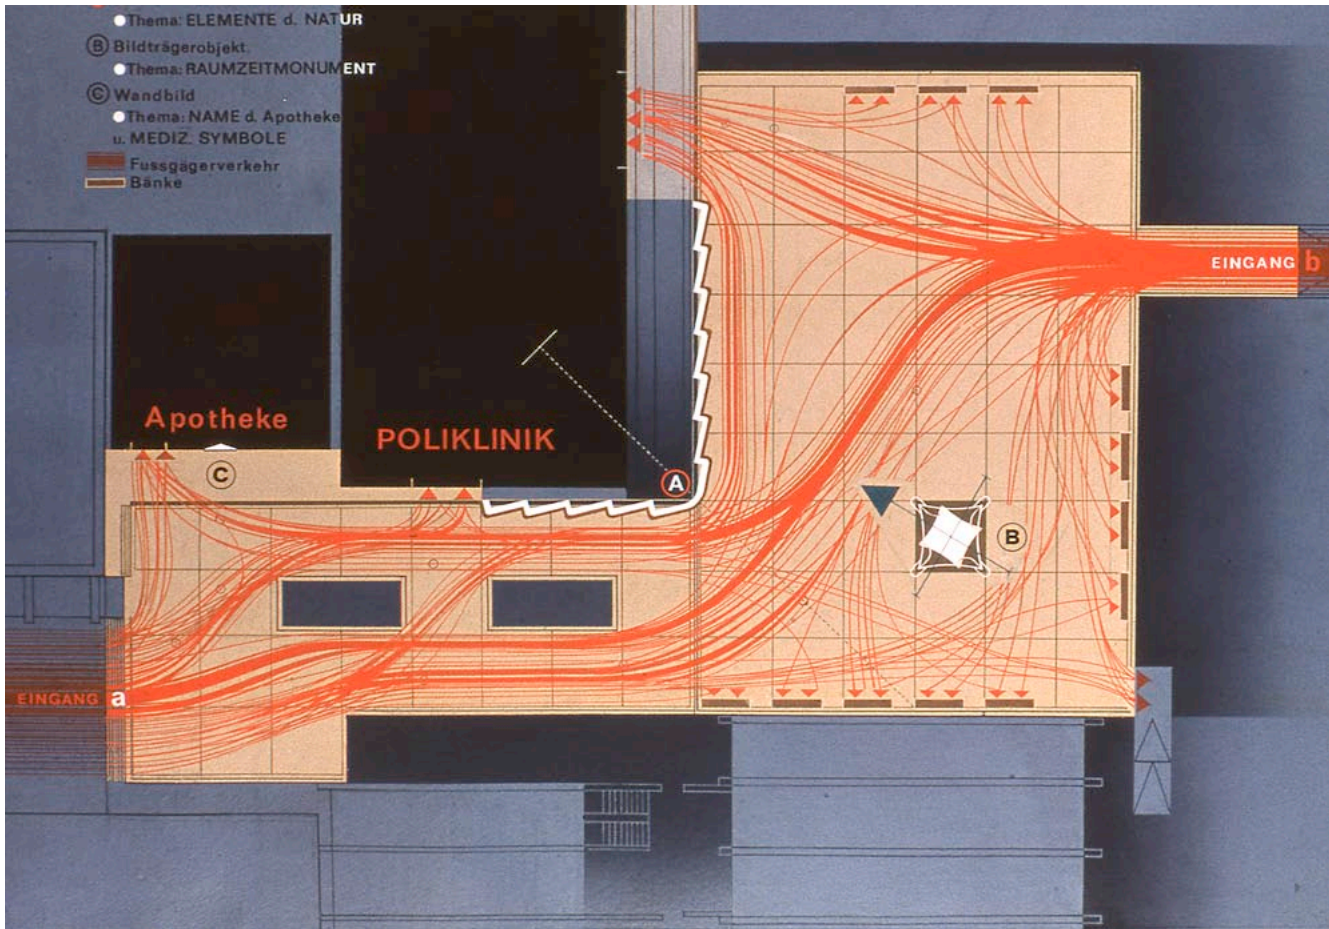 Thema: ELEMENTE d. NATUR
B Bildträgerobjekt.
Thema: RAUMZEITMONUMENT
C Wandbild
Thema: NAME d. Apotheke
u. MEDIZ. SYMBOLE
Fussgägerverkehr
Bänke
EINGANG b
Apotheke
POLIKLINIK
C
A
B
EINGANG a